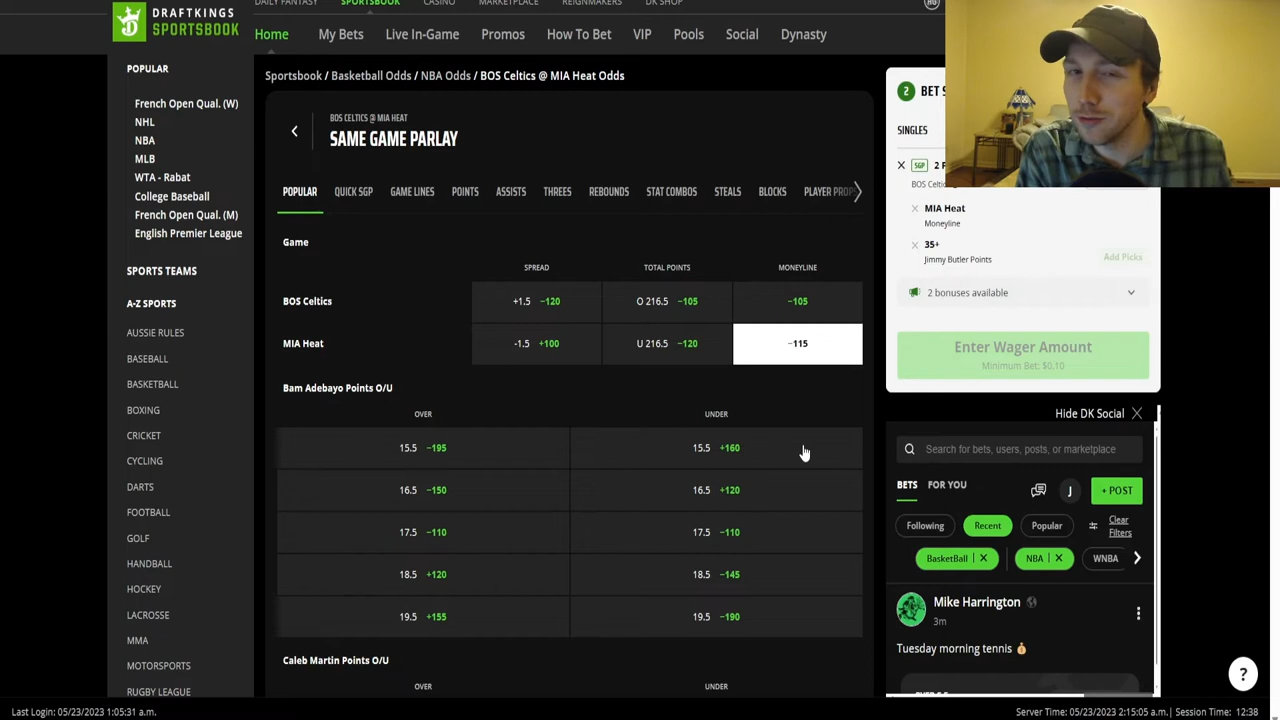 DAILY FANTASY SPORTSBOOK CASINO MARKETPLACE REIGNMAKERS DK SHOP
DRAFTKINGS
SPORTSBOOK
Home My Bets Live In-Game Promos How To Bet VIP Pools Social Dynasty
POPULAR
French Open Qual. (W)
NHL
NBA
MLB
WTA - Rabat
College Baseball
French Open Qual. (M)
English Premier League
SPORTS TEAMS
A-Z SPORTS
AUSSIE RULES
BASEBALL
BASKETBALL
BOXING
CRICKET
CYCLING
DARTS
FOOTBALL
GOLF
HANDBALL
HOCKEY
LACROSSE
MMA
MOTORSPORTS
RUGBY LEAGUE
Sportsbook / Basketball Odds / NBA Odds / BOS Celtics @ MIA Heat Odds
BOS CELTICS @ MIA HEAT
SAME GAME PARLAY
POPULAR QUICK SGP GAME LINES POINTS ASSISTS THREES REBOUNDS STAT COMBOS STEALS BLOCKS PLAYER PROP
Game
SPREAD TOTAL POINTS MONEYLINE
BOS Celtics +1.5 −120 O 216.5 −105 −105
MIA Heat -1.5 +100 U 216.5 −120 −115
Bam Adebayo Points O/U
OVER UNDER
15.5 −195 15.5 +160
16.5 −150 16.5 +120
17.5 −110 17.5 −110
18.5 +120 18.5 −145
19.5 +155 19.5 −190
Caleb Martin Points O/U
OVER UNDER
2 BET S
SINGLES
SGP 2 P
BOS Celti
MIA Heat
Moneyline
35+
Jimmy Butler Points
Add Picks
2 bonuses available
Enter Wager Amount
Minimum Bet: $0.10
Hide DK Social
Search for bets, users, posts, or marketplace
BETS FOR YOU J + POST
Following Recent Popular Clear
Filters
BasketBall NBA WNBA
Mike Harrington
3m
Tuesday morning tennis 💰
?
Last Login: 05/23/2023 1:05:31 a.m. Server Time: 05/23/2023 2:15:05 a.m. Session Time: 12:38